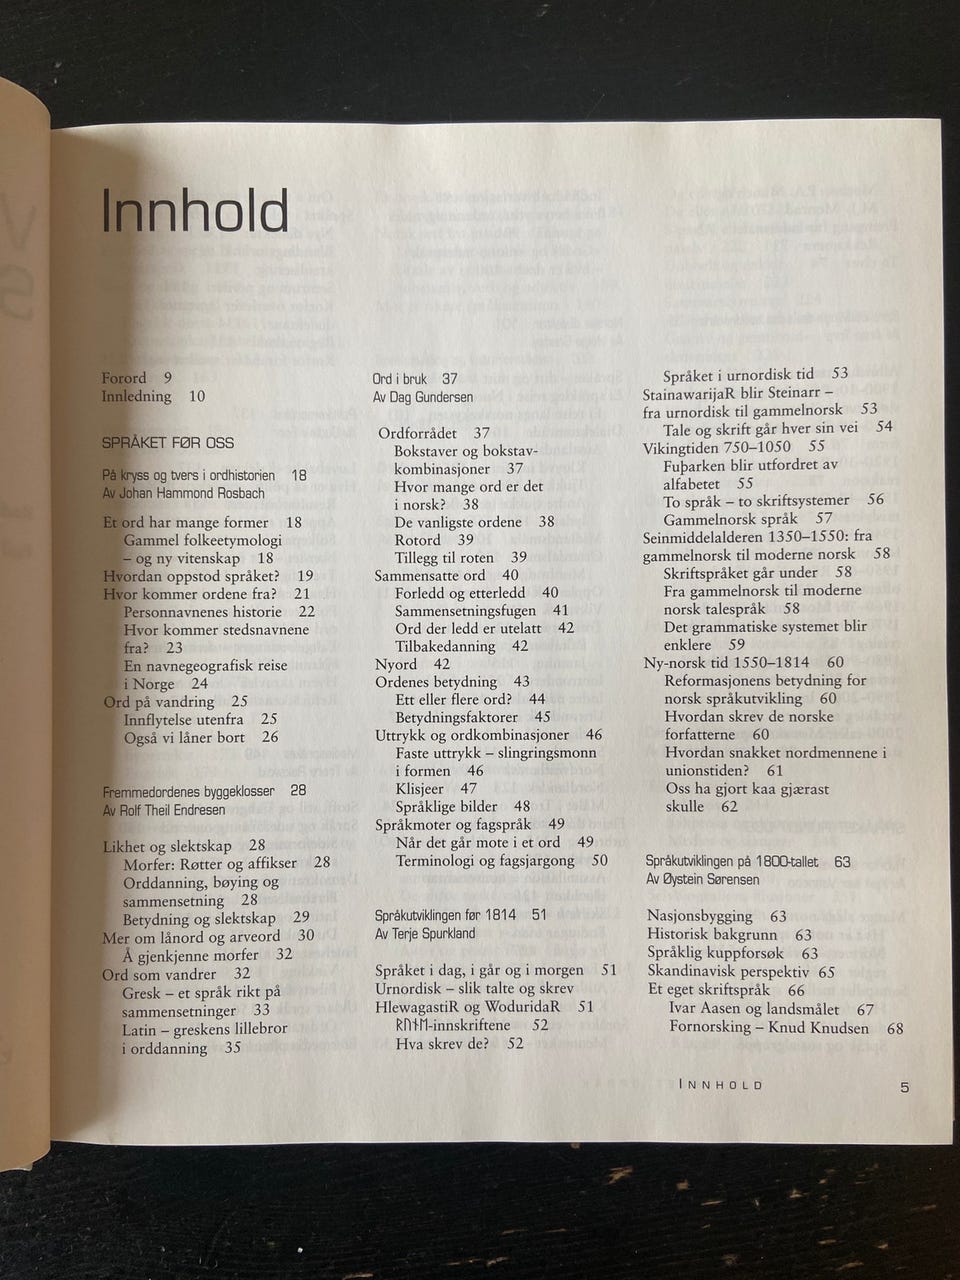 Innhold
Forord 9
Innledning 10
SPRÅKET FØR OSS
På kryss og tvers i ordhistorien 18
Av Johan Hammond Rosbach
Et ord har mange former 18
Gammel folkeetymologi
– og ny vitenskap 18
Hvordan oppstod språket? 19
Hvor kommer ordene fra? 21
Personnavnenes historie 22
Hvor kommer stedsnavnene
fra? 23
En navnegeografisk reise
i Norge 24
Ord på vandring 25
Innflytelse utenfra 25
Også vi låner bort 26
Fremmedordenes byggeklosser 28
Av Rolf Theil Endresen
Likhet og slektskap 28
Morfer: Røtter og affikser 28
Orddanning, bøying og
sammensetning 28
Betydning og slektskap 29
Mer om lånord og arveord 30
Å gjenkjenne morfer 32
Ord som vandrer 32
Gresk – et språk rikt på
sammensetninger 33
Latin – greskens lillebror
i orddanning 35
Ord i bruk 37
Av Dag Gundersen
Ordforrådet 37
Bokstaver og bokstav-
kombinasjoner 37
Hvor mange ord er det
i norsk? 38
De vanligste ordene 38
Rotord 39
Tillegg til roten 39
Sammensatte ord 40
Forledd og etterledd 40
Sammensetningsfugen 41
Ord der ledd er utelatt 42
Tilbakedanning 42
Nyord 42
Ordenes betydning 43
Ett eller flere ord? 44
Betydningsfaktorer 45
Uttrykk og ordkombinasjoner 46
Faste uttrykk – slingringsmonn
i formen 46
Klisjeer 47
Språklige bilder 48
Språkmoter og fagspråk 49
Når det går mote i et ord 49
Terminologi og fagsjargong 50
Språkutviklingen før 1814 51
Av Terje Spurkland
Språket i dag, i går og i morgen 51
Urnordisk – slik talte og skrev
HlewagastiR og WoduridaR 51
ᚱᚢᚾᛖ-innskriftene 52
Hva skrev de? 52
Språket i urnordisk tid 53
StainawarijaR blir Steinarr –
fra urnordisk til gammelnorsk 53
Tale og skrift går hver sin vei 54
Vikingtiden 750–1050 55
Fuþarken blir utfordret av
alfabetet 55
To språk – to skriftsystemer 56
Gammelnorsk språk 57
Seinmiddelalderen 1350–1550: fra
gammelnorsk til moderne norsk 58
Skriftspråket går under 58
Fra gammelnorsk til moderne
norsk talespråk 58
Det grammatiske systemet blir
enklere 59
Ny-norsk tid 1550–1814 60
Reformasjonens betydning for
norsk språkutvikling 60
Hvordan skrev de norske
forfatterne 60
Hvordan snakket nordmennene i
unionstiden? 61
Oss ha gjort kaa gjærast
skulle 62
Språkutviklingen på 1800-tallet 63
Av Øystein Sørensen
Nasjonsbygging 63
Historisk bakgrunn 63
Språklig kuppforsøk 63
Skandinavisk perspektiv 65
Et eget skriftspråk 66
Ivar Aasen og landsmålet 67
Fornorsking – Knud Knudsen 68
INNHOLD 5